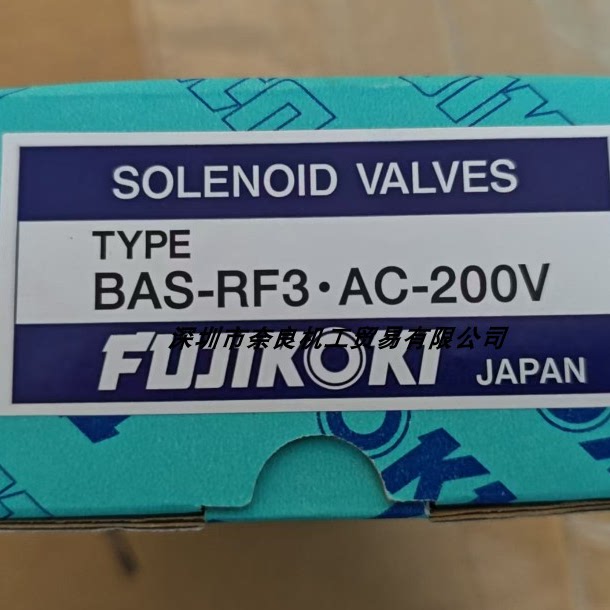 SOLENOID VALVES
TYPE
BAS-RF3・AC-200V
深圳市奈良机工贸易有限公司
FUJIKOKI JAPAN